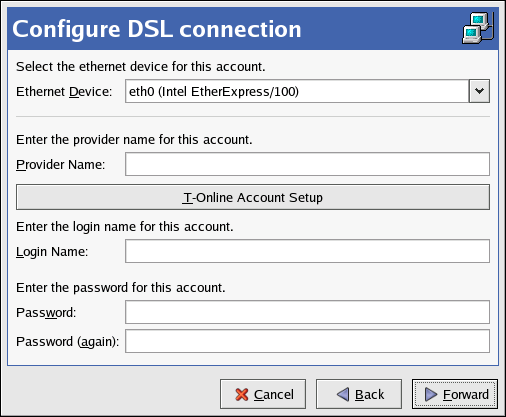 Configure DSL connection
Select the ethernet device for this account.
Ethernet Device: eth0 (Intel EtherExpress/100)
Enter the provider name for this account.
Provider Name:
T-Online Account Setup
Enter the login name for this account.
Login Name:
Enter the password for this account.
Password:
Password (again):
Cancel Back Forward